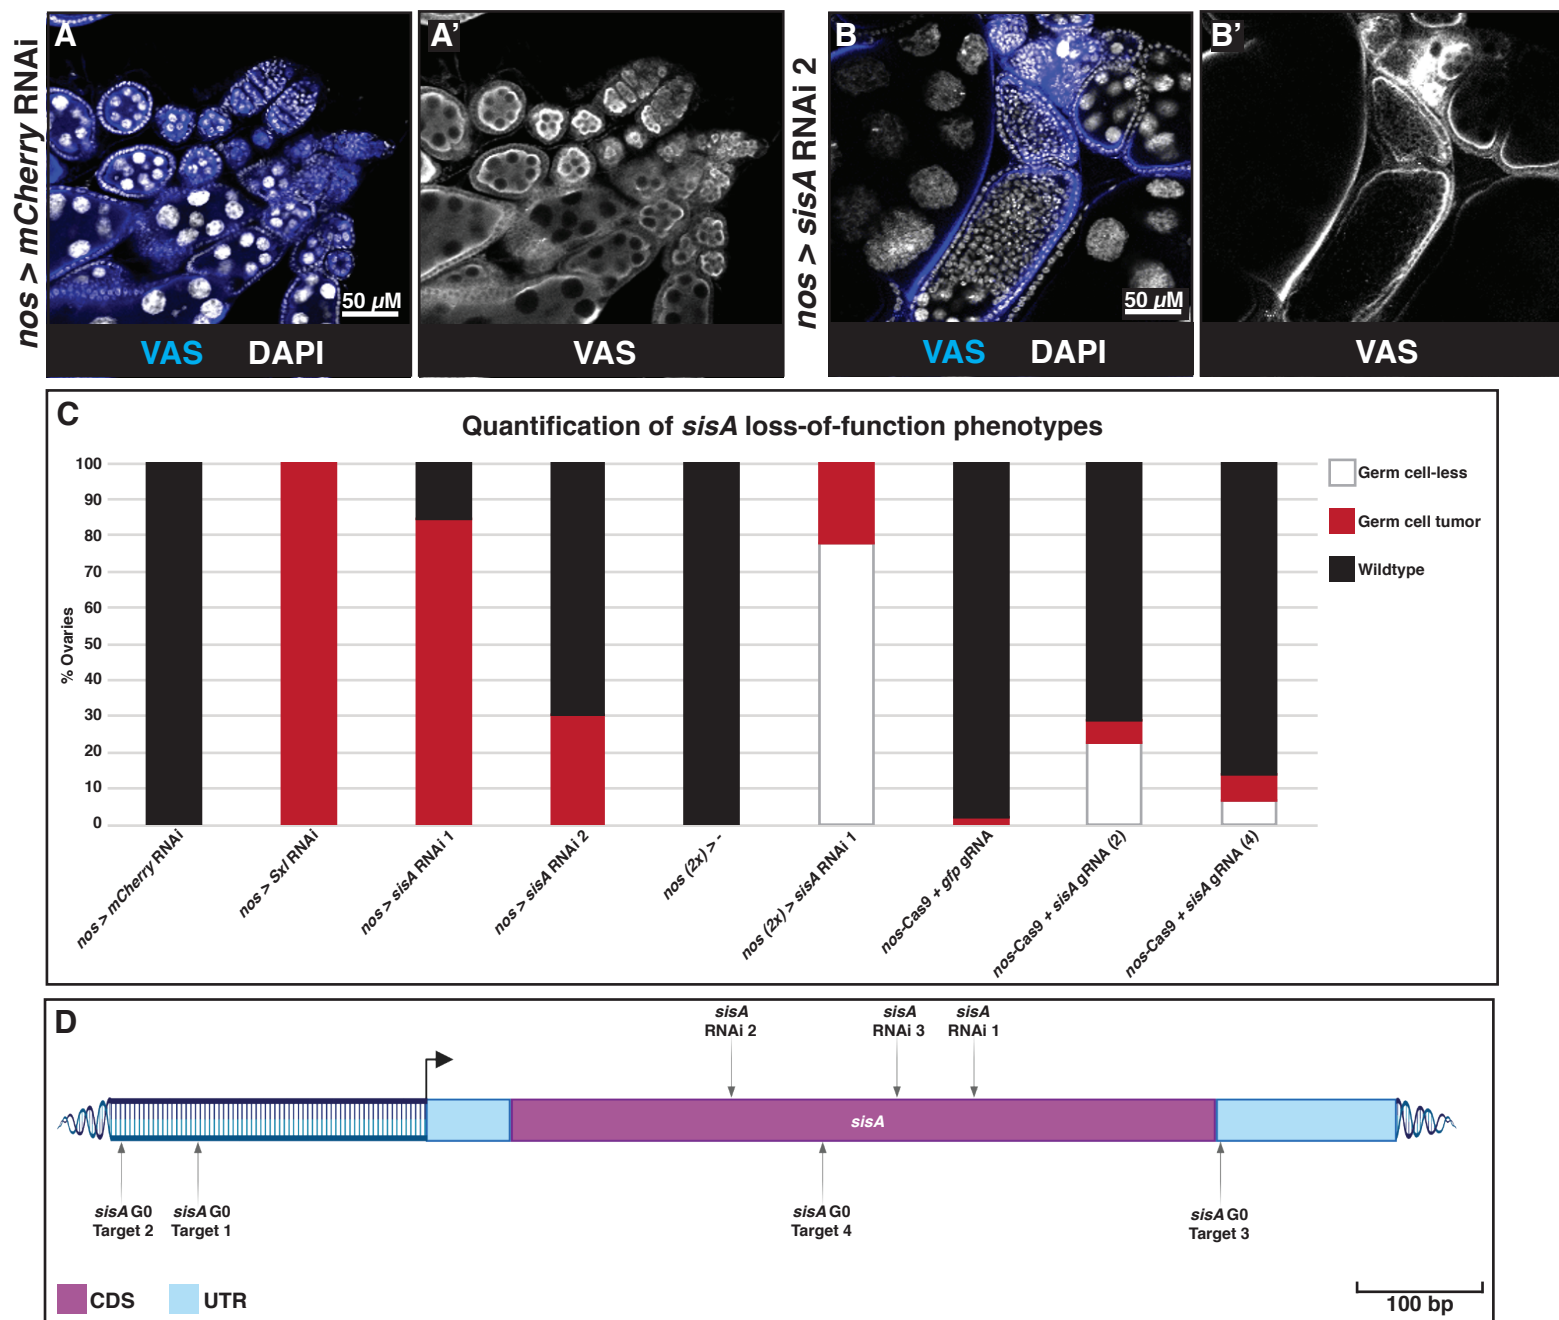 nos > mCherry RNAi
A
50 µM
VAS DAPI
A'
VAS
nos > sisA RNAi 2
B
50 µM
VAS DAPI
B'
VAS
C
Quantification of sisA loss-of-function phenotypes
% Ovaries
100
90
80
70
60
50
40
30
20
10
0
nos > mCherry RNAi
nos > Sxl RNAi
nos > sisA RNAi 1
nos > sisA RNAi 2
nos (2x) > -
nos (2x) > sisA RNAi 1
nos-Cas9 + gfp gRNA
nos-Cas9 + sisA gRNA (2)
nos-Cas9 + sisA gRNA (4)
Germ cell-less
Germ cell tumor
Wildtype
D
sisA
RNAi 2
sisA
RNAi 3
sisA
RNAi 1
sisA
sisA G0
Target 2
sisA G0
Target 1
sisA G0
Target 4
sisA G0
Target 3
CDS
UTR
100 bp